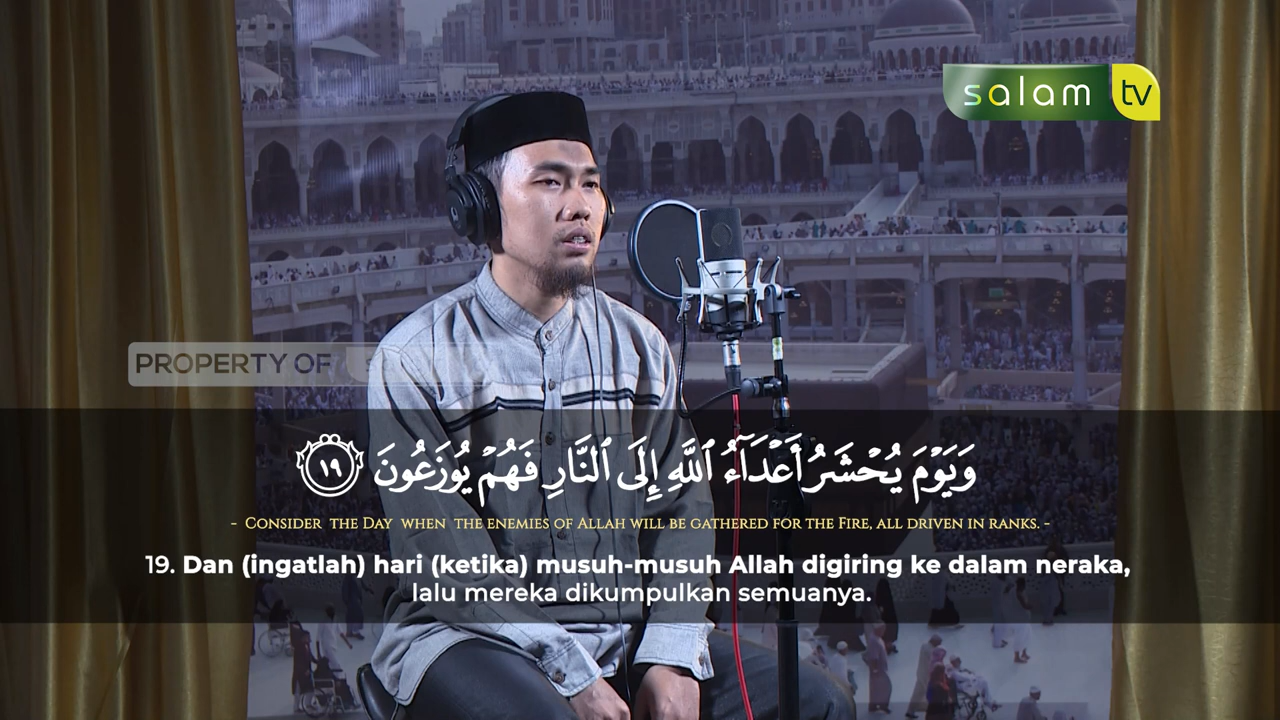 salam tv
PROPERTY OF
وَيَوْمَ يُحْشَرُ أَعْدَآءُ ٱللَّهِ إِلَى ٱلنَّارِ فَهُمْ يُوزَعُونَ ١٩
- CONSIDER THE DAY WHEN THE ENEMIES OF ALLAH WILL BE GATHERED FOR THE FIRE, ALL DRIVEN IN RANKS. -
19. Dan (ingatlah) hari (ketika) musuh-musuh Allah digiring ke dalam neraka,
lalu mereka dikumpulkan semuanya.